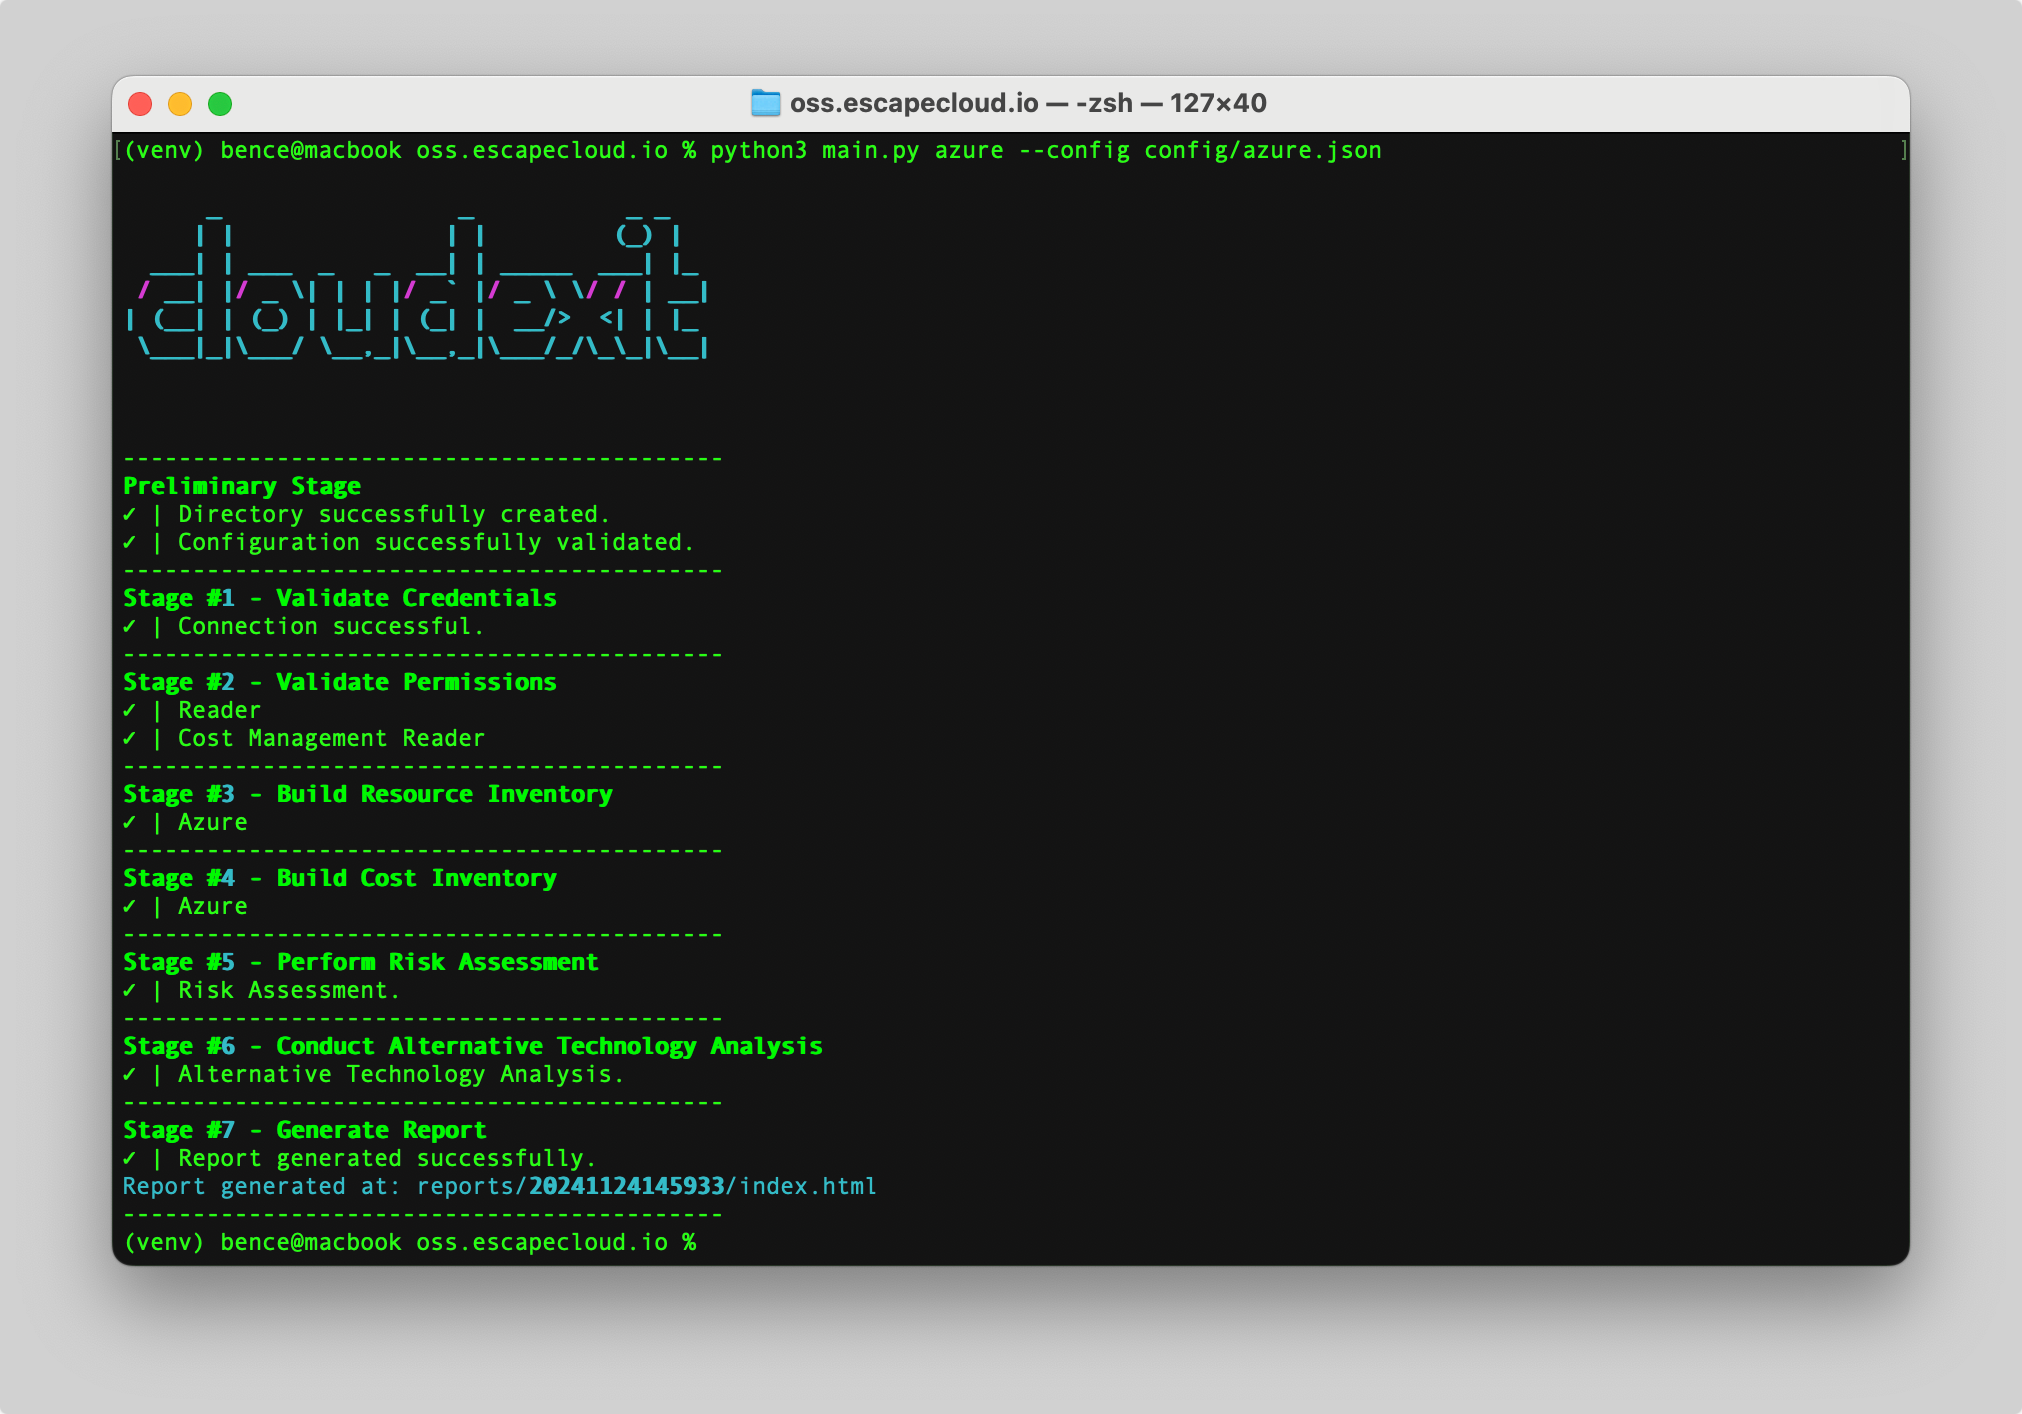 oss.escapecloud.io — -zsh — 127×40
[(venv) bence@macbook oss.escapecloud.io % python3 main.py azure --config config/azure.json ]
cloudexit
-------------------------------------------
Preliminary Stage
✓ | Directory successfully created.
✓ | Configuration successfully validated.
-------------------------------------------
Stage #1 - Validate Credentials
✓ | Connection successful.
-------------------------------------------
Stage #2 - Validate Permissions
✓ | Reader
✓ | Cost Management Reader
-------------------------------------------
Stage #3 - Build Resource Inventory
✓ | Azure
-------------------------------------------
Stage #4 - Build Cost Inventory
✓ | Azure
-------------------------------------------
Stage #5 - Perform Risk Assessment
✓ | Risk Assessment.
-------------------------------------------
Stage #6 - Conduct Alternative Technology Analysis
✓ | Alternative Technology Analysis.
-------------------------------------------
Stage #7 - Generate Report
✓ | Report generated successfully.
Report generated at: reports/20241124145933/index.html
-------------------------------------------
(venv) bence@macbook oss.escapecloud.io %